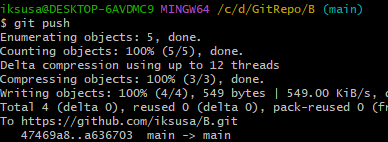 iksusa@DESKTOP-6AVDMC9 MINGW64 /c/d/GitRepo/B (main)
$ git push
Enumerating objects: 5, done.
Counting objects: 100% (5/5), done.
Delta compression using up to 12 threads
Compressing objects: 100% (3/3), done.
Writing objects: 100% (4/4), 549 bytes | 549.00 KiB/s,
Total 4 (delta 0), reused 0 (delta 0), pack-reused 0
To https://github.com/iksusa/B.git
   47469a8..a636703  main -> main